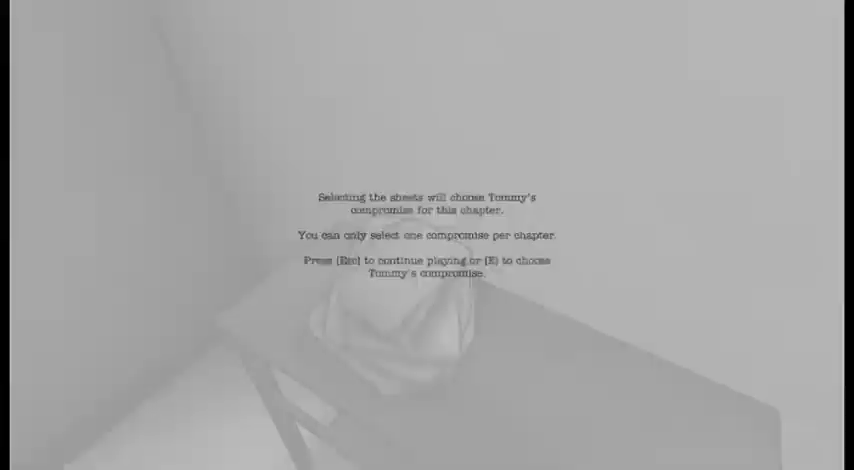 Selecting the sheets will choose Tommy's
compromise for this chapter.
You can only select one compromise per chapter.
Press [Esc] to continue playing or [E] to choose
Tommy's compromise.